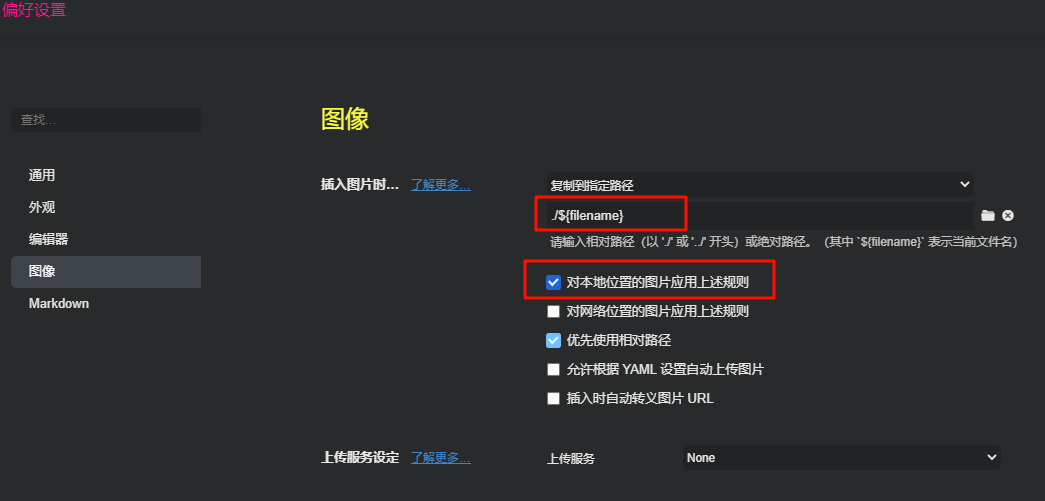 偏好设置
图像
查找...
通用
外观
编辑器
图像
Markdown
插入图片时... 了解更多... 复制到指定路径
./${filename}
请输入相对路径（以 './' 或 '../' 开头）或绝对路径。（其中 `${filename}` 表示当前文件名）
对本地位置的图片应用上述规则
对网络位置的图片应用上述规则
优先使用相对路径
允许根据 YAML 设置自动上传图片
插入时自动转义图片 URL
上传服务设定 了解更多... 上传服务 None